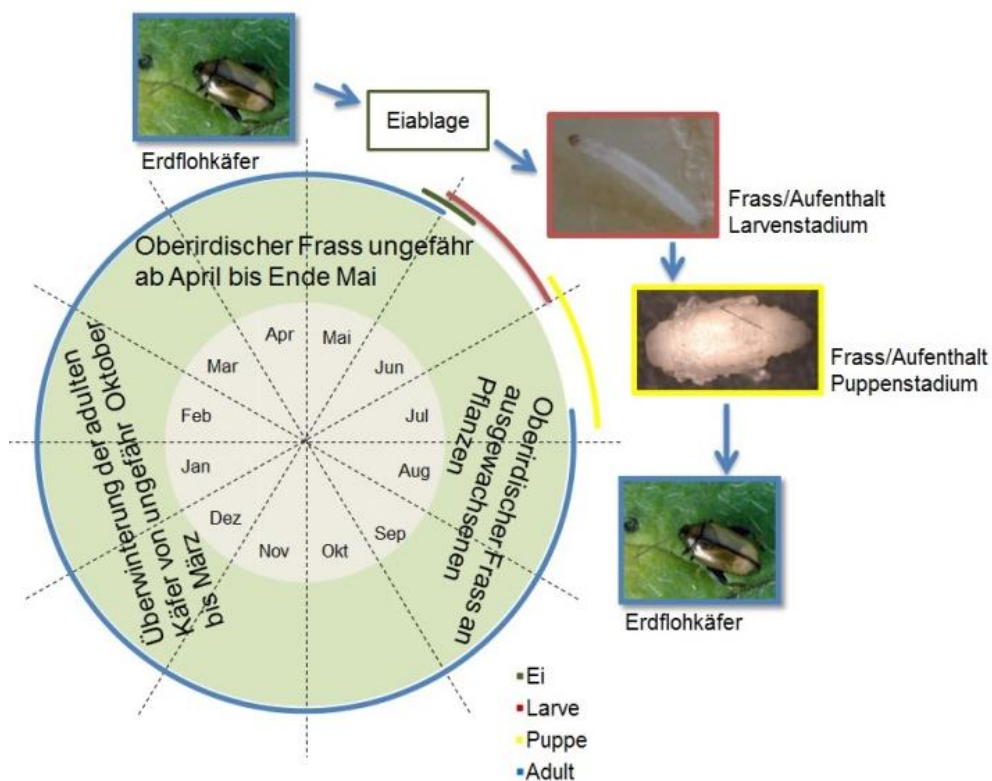 Erdflohkäfer
Eiablage
Frass/Aufenthalt
Larvenstadium
Frass/Aufenthalt
Puppenstadium
Erdflohkäfer
Oberirdischer Frass ungefähr
ab April bis Ende Mai
Oberirdischer Frass an
ausgewachsenen
Pflanzen
Überwinterung der adulten
Käfer von ungefähr Oktober
bis März
Apr
Mai
Jun
Jul
Aug
Sep
Okt
Nov
Dez
Jan
Feb
Mar
Ei
Larve
Puppe
Adult